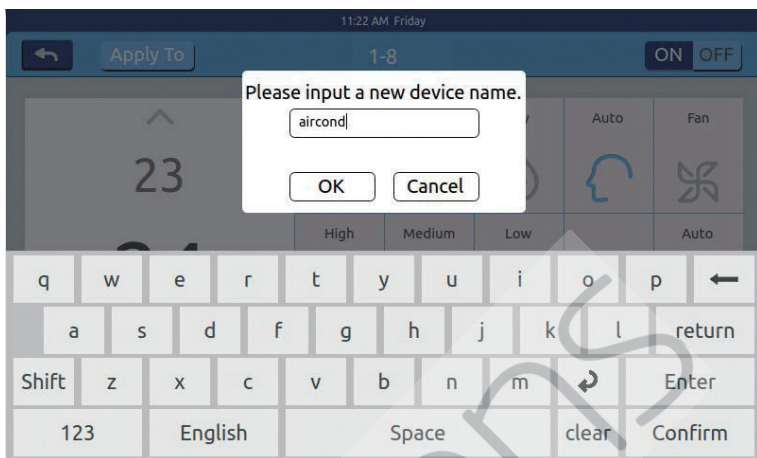 11:22 AM Friday
Apply To
1-8
ON OFF
Please input a new device name.
aircond
OK Cancel
Auto Fan
23
High Medium Low Auto
q w e r t y u i o p
a s d f g h j k l return
Shift z x c v b n m Enter
123 English Space clear Confirm